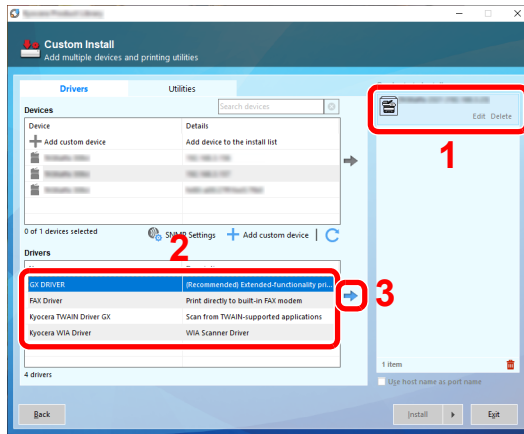 Custom Install
Add multiple devices and printing utilities
Drivers Utilities
Devices Search devices
Device Details
Add custom device Add device to the install list
Edit Delete
1
0 of 1 devices selected SNMP Settings Add custom device
2
Drivers
GX DRIVER (Recommended) Extended-functionality pri...
FAX Driver Print directly to built-in FAX modem
3
Kyocera TWAIN Driver GX Scan from TWAIN-supported applications
Kyocera WIA Driver WIA Scanner Driver
1 item
4 drivers
Use host name as port name
Back Install Exit